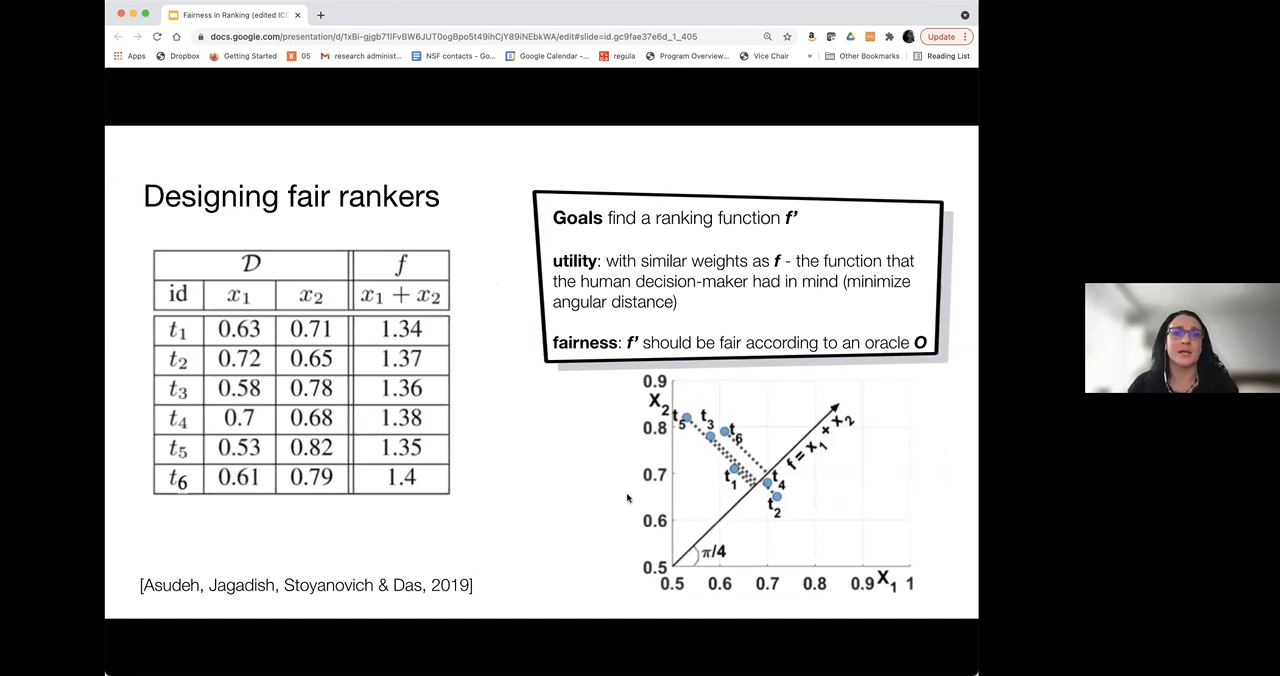 Fairness in Ranking (edited IC
docs.google.com/presentation/d/1xBi-gjgb71lFvBW6JUT0ogBpo5t49ihCjY89iNEbkWA/edit#slide=id.gc9fae37e6d_1_405
Update
Apps Dropbox Getting Started 05 research administ... NSF contacts - Go... Google Calendar -... regula Program Overview... Vice Chair » Other Bookmarks Reading List
Designing fair rankers
D f
id x1 x2 x1 + x2
t1 0.63 0.71 1.34
t2 0.72 0.65 1.37
t3 0.58 0.78 1.36
t4 0.7 0.68 1.38
t5 0.53 0.82 1.35
t6 0.61 0.79 1.4
[Asudeh, Jagadish, Stoyanovich & Das, 2019]
Goals find a ranking function f'
utility: with similar weights as f - the function that
the human decision-maker had in mind (minimize
angular distance)
fairness: f' should be fair according to an oracle O
0.9
X2
0.8
0.7
0.6
0.5
t5 t3 t6
t1 t4
t2
f = x1 + x2
π/4
0.5 0.6 0.7 0.8 0.9 X1 1